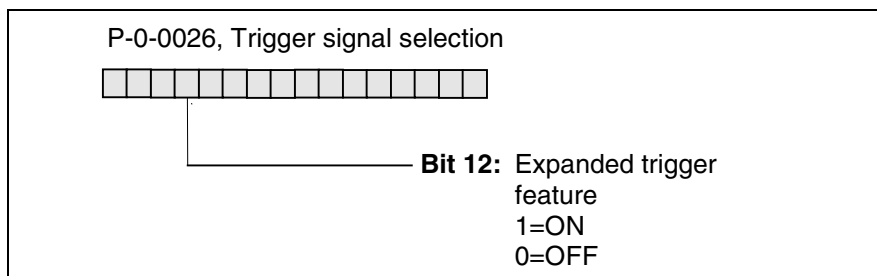 P-0-0026, Trigger signal selection
Bit 12: Expanded trigger
feature
1=ON
0=OFF